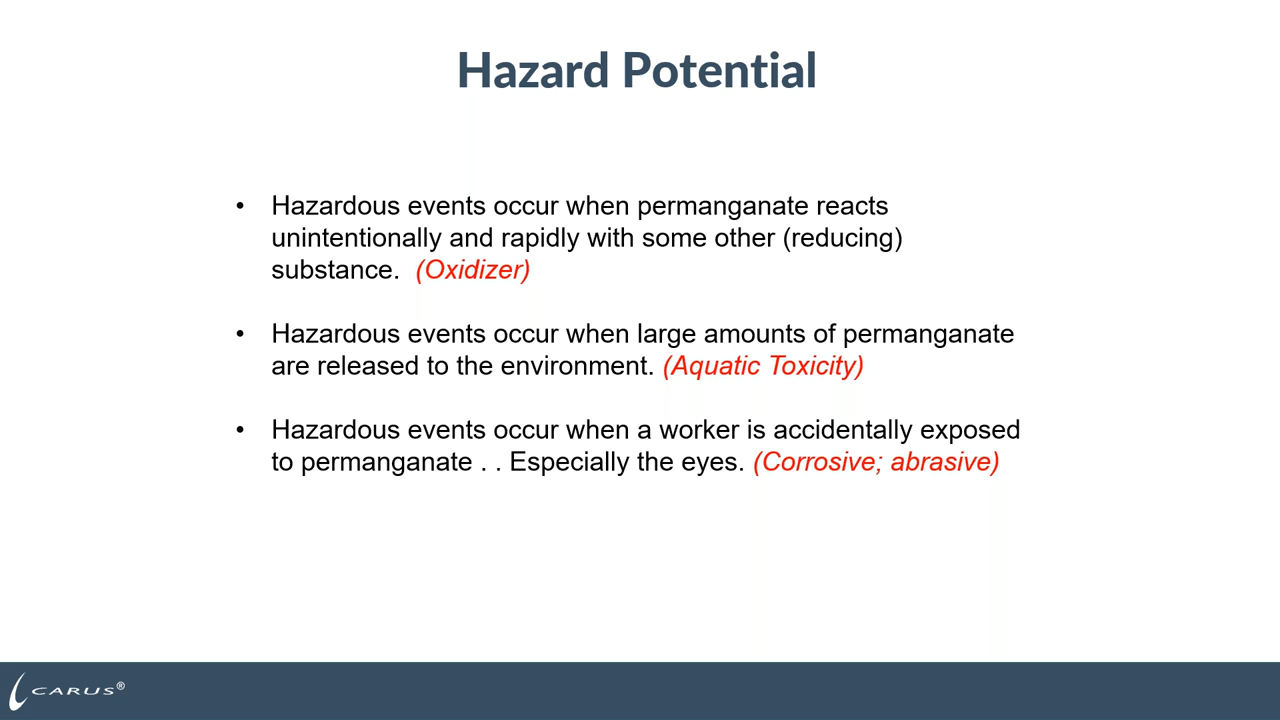 Hazard Potential
• Hazardous events occur when permanganate reacts
unintentionally and rapidly with some other (reducing)
substance. (Oxidizer)
• Hazardous events occur when large amounts of permanganate
are released to the environment. (Aquatic Toxicity)
• Hazardous events occur when a worker is accidentally exposed
to permanganate . . Especially the eyes. (Corrosive; abrasive)
CARUS®